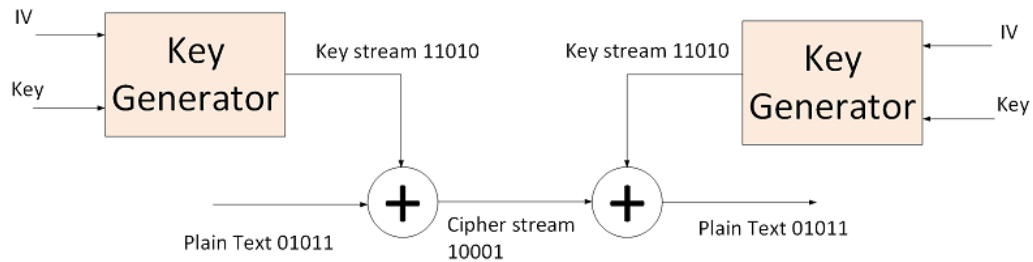 IV
Key
Generator
Key
Key stream 11010
Key stream 11010
Key
Generator
IV
Key
Plain Text 01011
Cipher stream
10001
Plain Text 01011